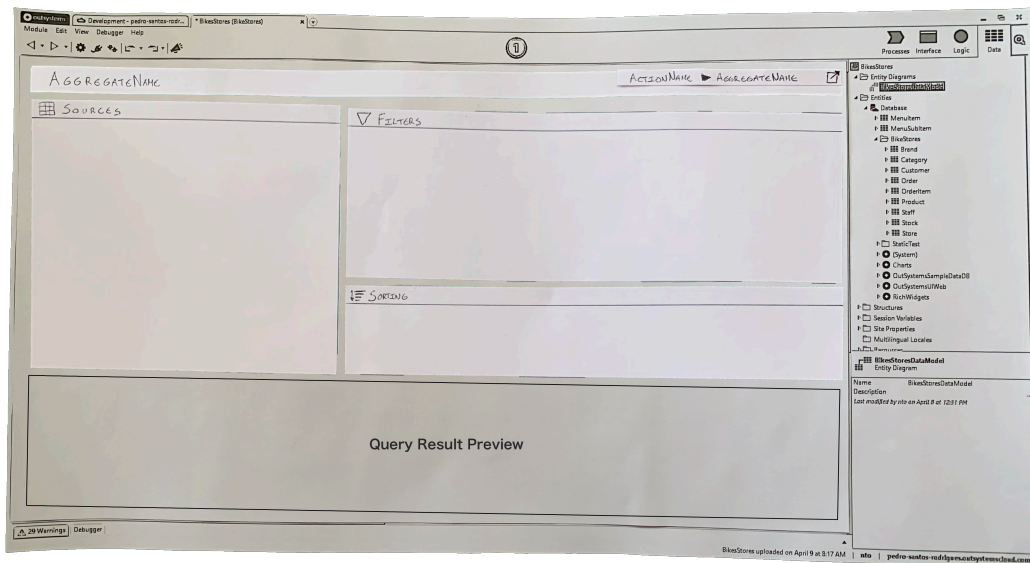 outsystems
Development - pedro-santos-rodr...
* BikesStores (BikeStores)
Module Edit View Debugger Help
1
Processes Interface Logic Data
AGGREGATENAME
ACTIONNAME ▶ AGGREGATENAME
SOURCES
FILTERS
SORTING
Query Result Preview
BikesStores
Entity Diagrams
BikesStoresDataModel
Entities
Database
MenuItem
MenuSubItem
BikeStores
Brand
Category
Customer
Order
OrderItem
Product
Staff
Stock
Store
StaticTest
(System)
Charts
OutSystemsSampleDataDB
OutSystemsUIWeb
RichWidgets
Structures
Session Variables
Site Properties
Multilingual Locales
Resources
BikesStoresDataModel
Entity Diagram
Name BikesStoresDataModel
Description
Last modified by nto on April 8 at 12:31 PM
29 Warnings Debugger
BikesStores uploaded on April 9 at 8:17 AM | nto | pedro-santos-rodrigues.outsystemscloud.com